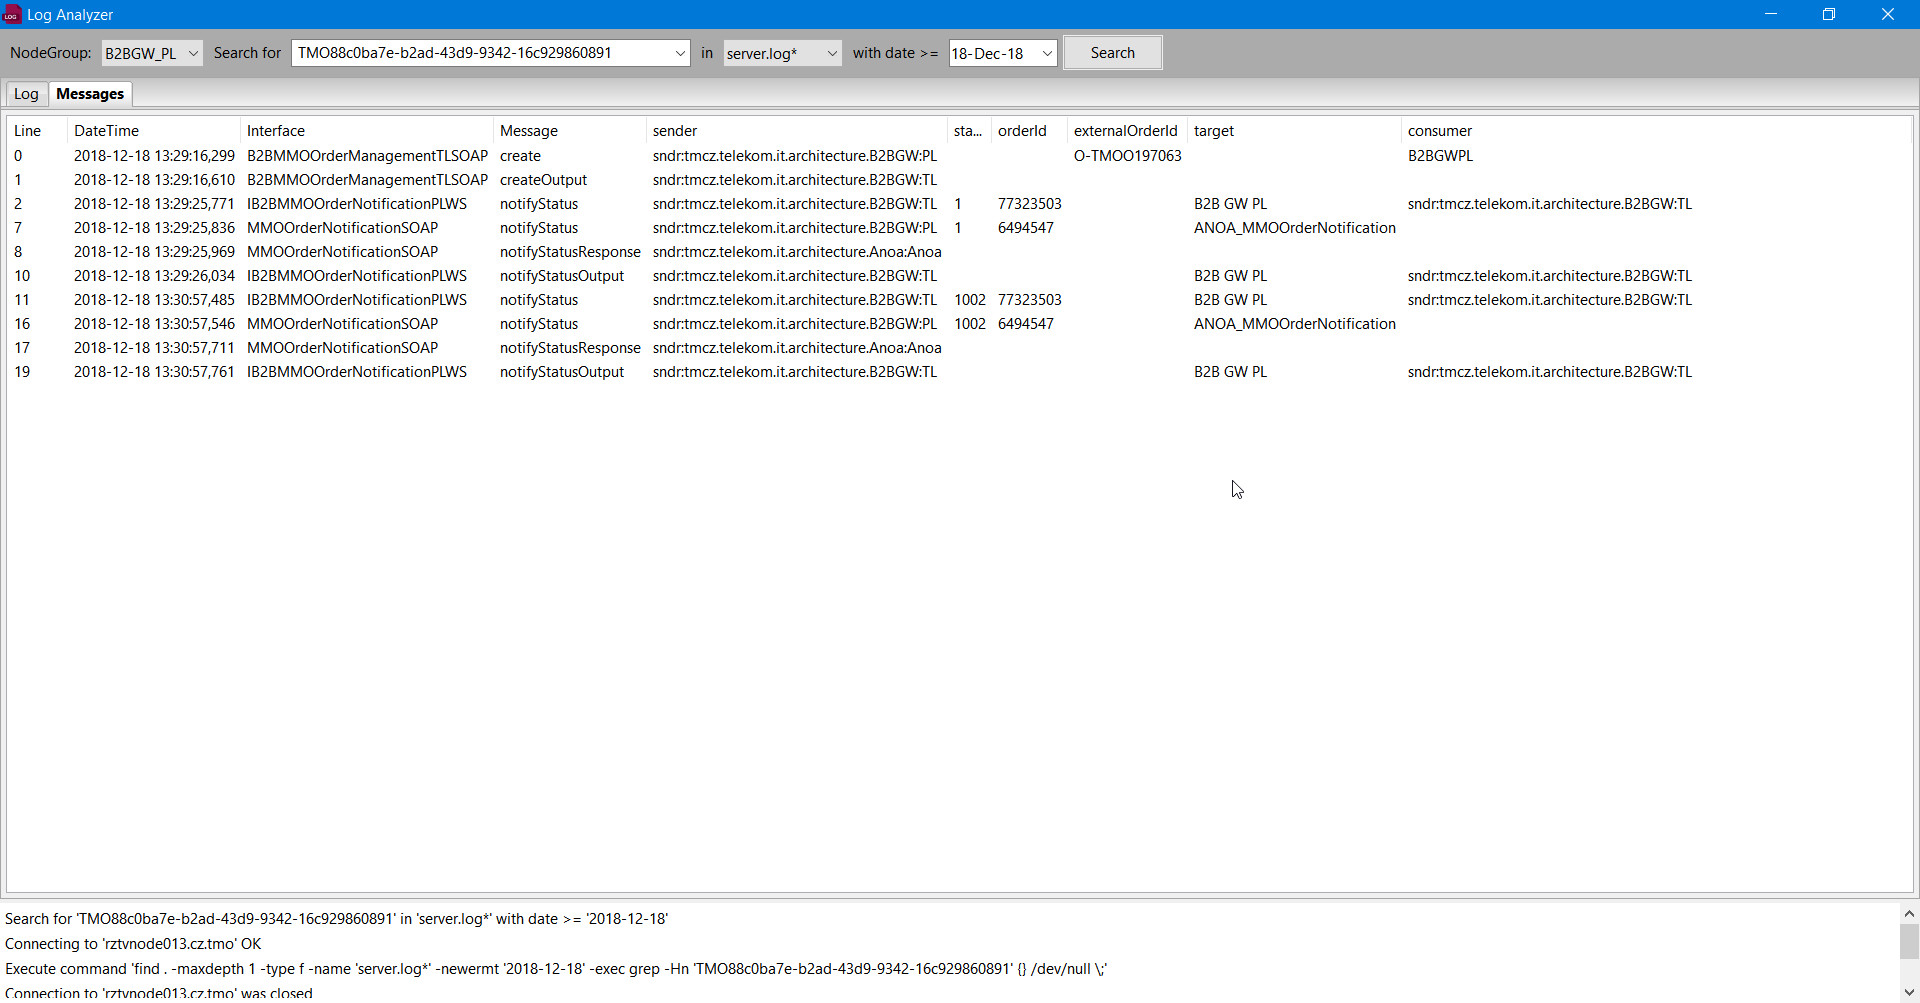 LOG Log Analyzer
NodeGroup: B2BGW_PL Search for TMO88c0ba7e-b2ad-43d9-9342-16c929860891 in server.log* with date >= 18-Dec-18 Search
Log Messages
Line DateTime Interface Message sender sta... orderId externalOrderId target consumer
0 2018-12-18 13:29:16,299 B2BMMOOrderManagementTLSOAP create sndr:tmcz.telekom.it.architecture.B2BGW:PL O-TMOO197063 B2BGWPL
1 2018-12-18 13:29:16,610 B2BMMOOrderManagementTLSOAP createOutput sndr:tmcz.telekom.it.architecture.B2BGW:TL
2 2018-12-18 13:29:25,771 IB2BMMOOrderNotificationPLWS notifyStatus sndr:tmcz.telekom.it.architecture.B2BGW:TL 1 77323503 B2B GW PL sndr:tmcz.telekom.it.architecture.B2BGW:TL
7 2018-12-18 13:29:25,836 MMOOrderNotificationSOAP notifyStatus sndr:tmcz.telekom.it.architecture.B2BGW:PL 1 6494547 ANOA_MMOOrderNotification
8 2018-12-18 13:29:25,969 MMOOrderNotificationSOAP notifyStatusResponse sndr:tmcz.telekom.it.architecture.Anoa:Anoa
10 2018-12-18 13:29:26,034 IB2BMMOOrderNotificationPLWS notifyStatusOutput sndr:tmcz.telekom.it.architecture.B2BGW:TL B2B GW PL sndr:tmcz.telekom.it.architecture.B2BGW:TL
11 2018-12-18 13:30:57,485 IB2BMMOOrderNotificationPLWS notifyStatus sndr:tmcz.telekom.it.architecture.B2BGW:TL 1002 77323503 B2B GW PL sndr:tmcz.telekom.it.architecture.B2BGW:TL
16 2018-12-18 13:30:57,546 MMOOrderNotificationSOAP notifyStatus sndr:tmcz.telekom.it.architecture.B2BGW:PL 1002 6494547 ANOA_MMOOrderNotification
17 2018-12-18 13:30:57,711 MMOOrderNotificationSOAP notifyStatusResponse sndr:tmcz.telekom.it.architecture.Anoa:Anoa
19 2018-12-18 13:30:57,761 IB2BMMOOrderNotificationPLWS notifyStatusOutput sndr:tmcz.telekom.it.architecture.B2BGW:TL B2B GW PL sndr:tmcz.telekom.it.architecture.B2BGW:TL
Search for 'TMO88c0ba7e-b2ad-43d9-9342-16c929860891' in 'server.log*' with date >= '2018-12-18'
Connecting to 'rztvnode013.cz.tmo' OK
Execute command 'find . -maxdepth 1 -type f -name 'server.log*' -newermt '2018-12-18' -exec grep -Hn 'TMO88c0ba7e-b2ad-43d9-9342-16c929860891' {} /dev/null \;'
Connection to 'rztvnode013.cz.tmo' was closed